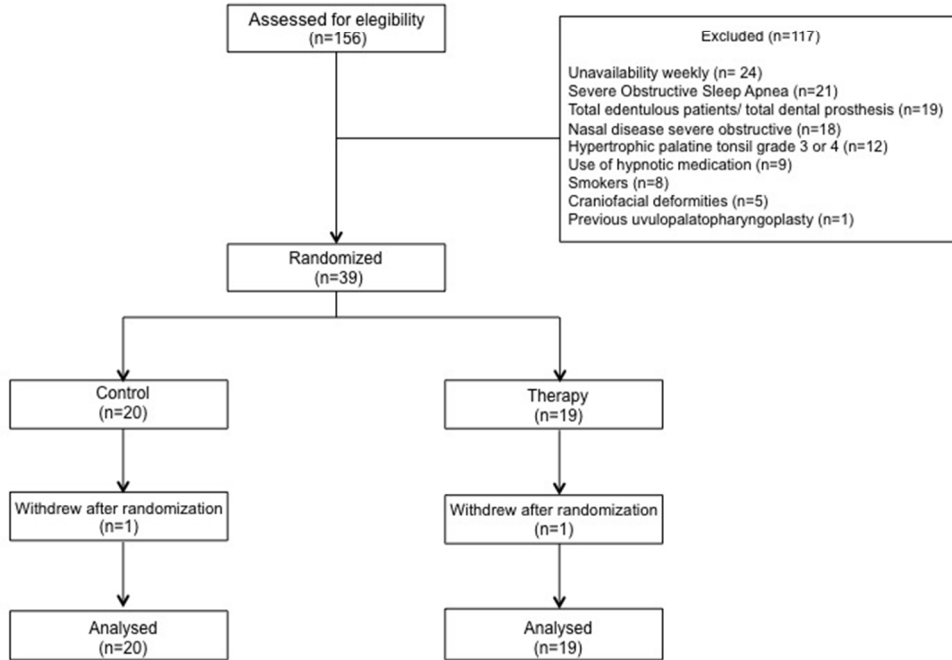 Assessed for elegibility
(n=156)
Excluded (n=117)
Unavailability weekly (n= 24)
Severe Obstructive Sleep Apnea (n=21)
Total edentulous patients/ total dental prosthesis (n=19)
Nasal disease severe obstructive (n=18)
Hypertrophic palatine tonsil grade 3 or 4 (n=12)
Use of hypnotic medication (n=9)
Smokers (n=8)
Craniofacial deformities (n=5)
Previous uvulopalatopharyngoplasty (n=1)
Randomized
(n=39)
Control
(n=20)
Therapy
(n=19)
Withdrew after randomization
(n=1)
Withdrew after randomization
(n=1)
Analysed
(n=20)
Analysed
(n=19)